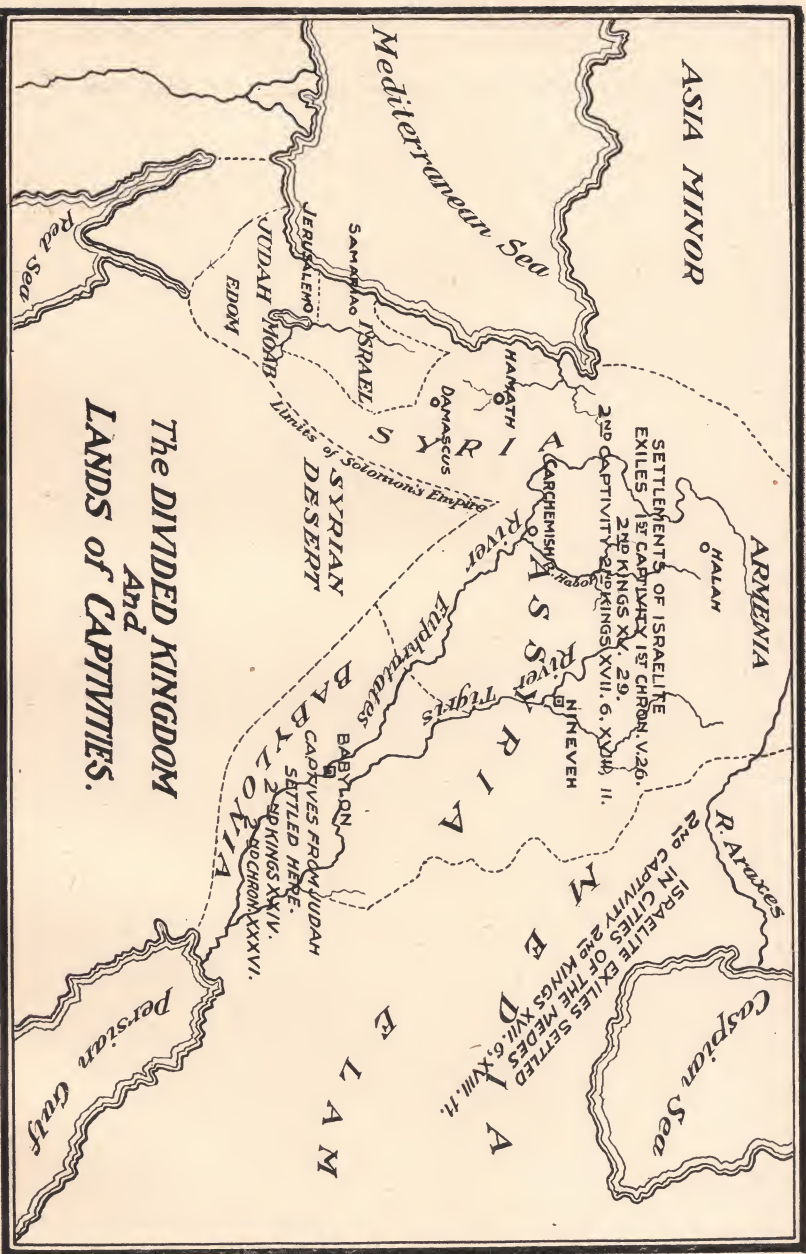 ASIA MINOR
ARMENIA
HALAH
R. Araxes
Caspian Sea
Mediterranean Sea
SETTLEMENTS OF ISRAELITE
EXILES 1ST CAPTIVITY 1ST CHRON. V. 26.
2ND KINGS XV. 29.
2ND CAPTIVITY 2ND KINGS XVII. 6, XVIII, 11.
ISRAELITE EXILES SETTLED
IN CITIES OF THE MEDES
2ND CAPTIVITY 2ND KINGS XVII. 6, XVIII. 11.
HAMATH
DAMASCUS
SYRIA
CARCHEMISH
R. Habor
ASSYRIA
NINEVEH
River Tigris
River Euphratates
MEDIA
SAMARIA
ISRAEL
JERUSALEM
JUDAH
MOAB
EDOM
Limits of Solomon's Empire
SYRIAN
DESERT
BABYLON
BABYLONIA
CAPTIVES FROM JUDAH
SETTLED HERE.
2ND KINGS XXIV.
2ND CHRON. XXXVI.
ELAM
Red Sea
Persian Gulf
The DIVIDED KINGDOM
And
LANDS of CAPTIVITIES.